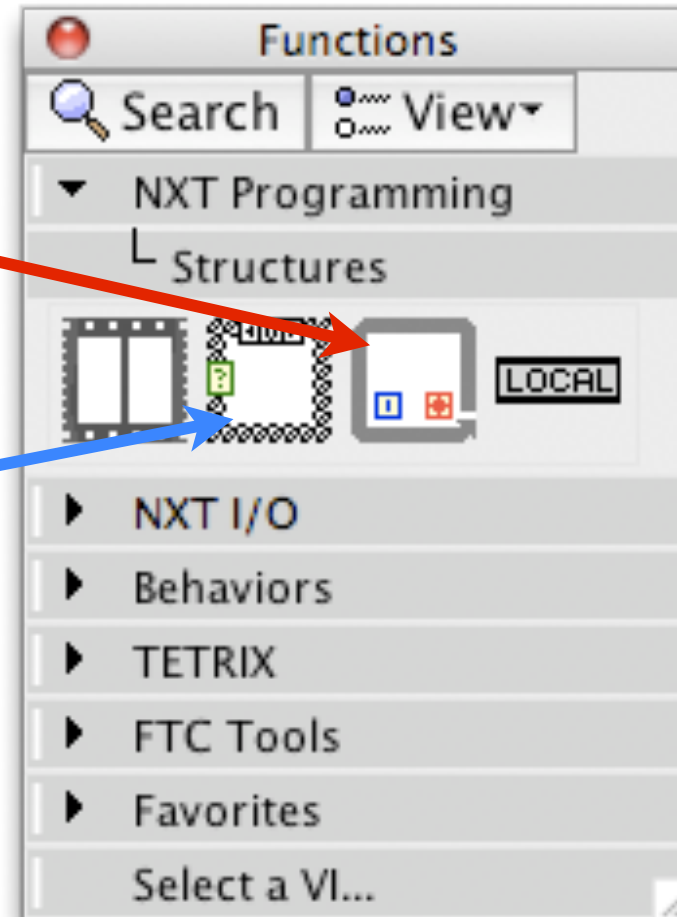 Functions
Search View
NXT Programming
Structures
?
LOCAL
NXT I/O
Behaviors
TETRIX
FTC Tools
Favorites
Select a VI...